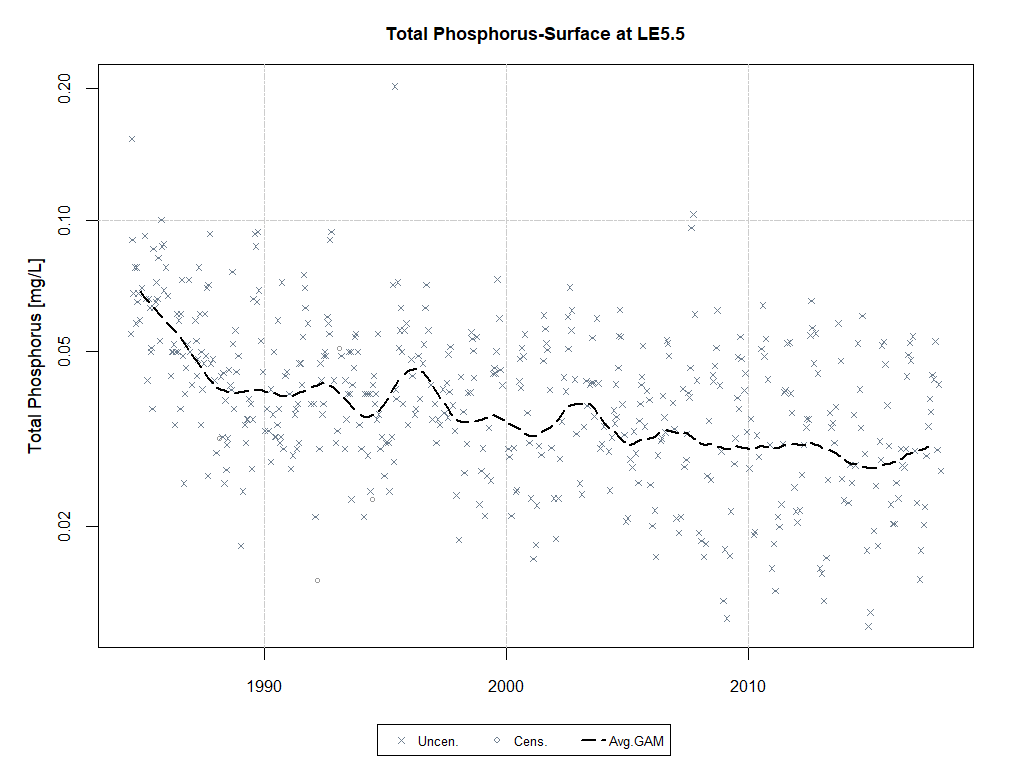 Total Phosphorus-Surface at LE5.5
Total Phosphorus [mg/L]
0.20
0.10
0.05
0.02
1990 2000 2010
Uncen. Cens. Avg.GAM